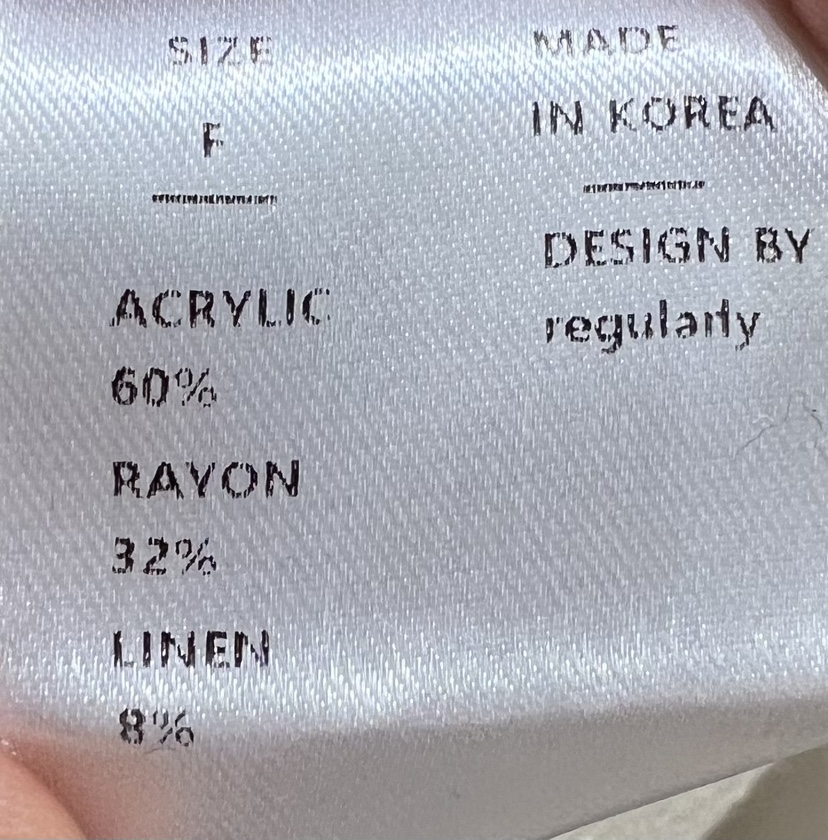 SIZE
F
ACRYLIC
60%
RAYON
32%
LINEN
8%
MADE
IN KOREA
DESIGN BY
regularly